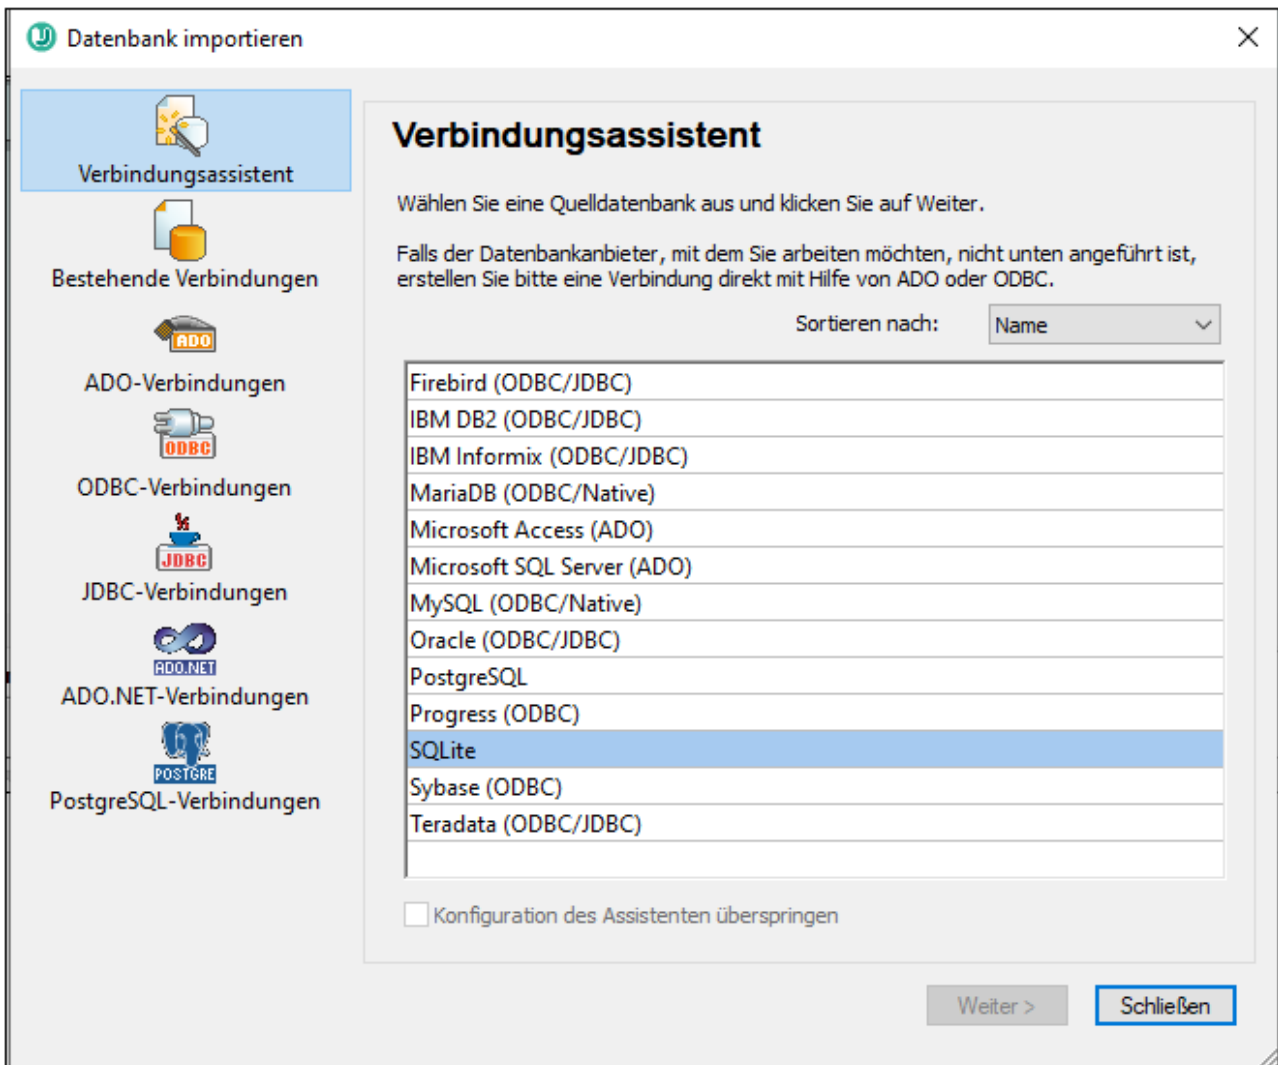 Datenbank importieren
Verbindungsassistent
Bestehende Verbindungen
ADO
ADO-Verbindungen
ODBC
ODBC-Verbindungen
JDBC
JDBC-Verbindungen
ADO.NET
ADO.NET-Verbindungen
POSTGRE
PostgreSQL-Verbindungen
Verbindungsassistent
Wählen Sie eine Quelldatenbank aus und klicken Sie auf Weiter.
Falls der Datenbankanbieter, mit dem Sie arbeiten möchten, nicht unten angeführt ist,
erstellen Sie bitte eine Verbindung direkt mit Hilfe von ADO oder ODBC.
Sortieren nach: Name
Firebird (ODBC/JDBC)
IBM DB2 (ODBC/JDBC)
IBM Informix (ODBC/JDBC)
MariaDB (ODBC/Native)
Microsoft Access (ADO)
Microsoft SQL Server (ADO)
MySQL (ODBC/Native)
Oracle (ODBC/JDBC)
PostgreSQL
Progress (ODBC)
SQLite
Sybase (ODBC)
Teradata (ODBC/JDBC)
Konfiguration des Assistenten überspringen
Weiter > Schließen